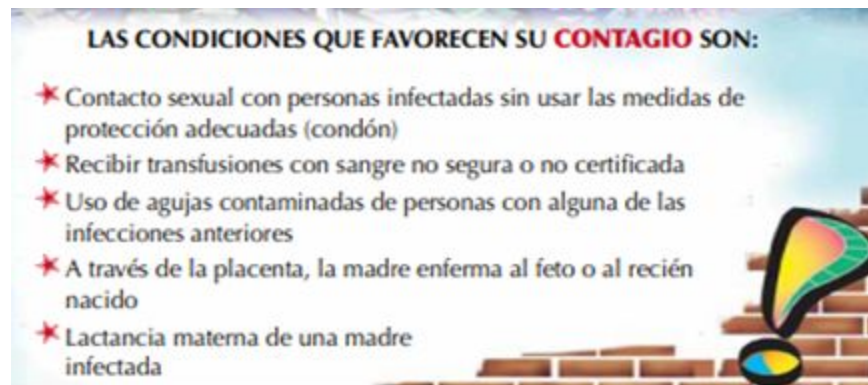 LAS CONDICIONES QUE FAVORECEN SU CONTAGIO SON:
Contacto sexual con personas infectadas sin usar las medidas de
protección adecuadas (condón)
Recibir transfusiones con sangre no segura o no certificada
Uso de agujas contaminadas de personas con alguna de las
infecciones anteriores
A través de la placenta, la madre enferma al feto o al recién
nacido
Lactancia materna de una madre
infectada